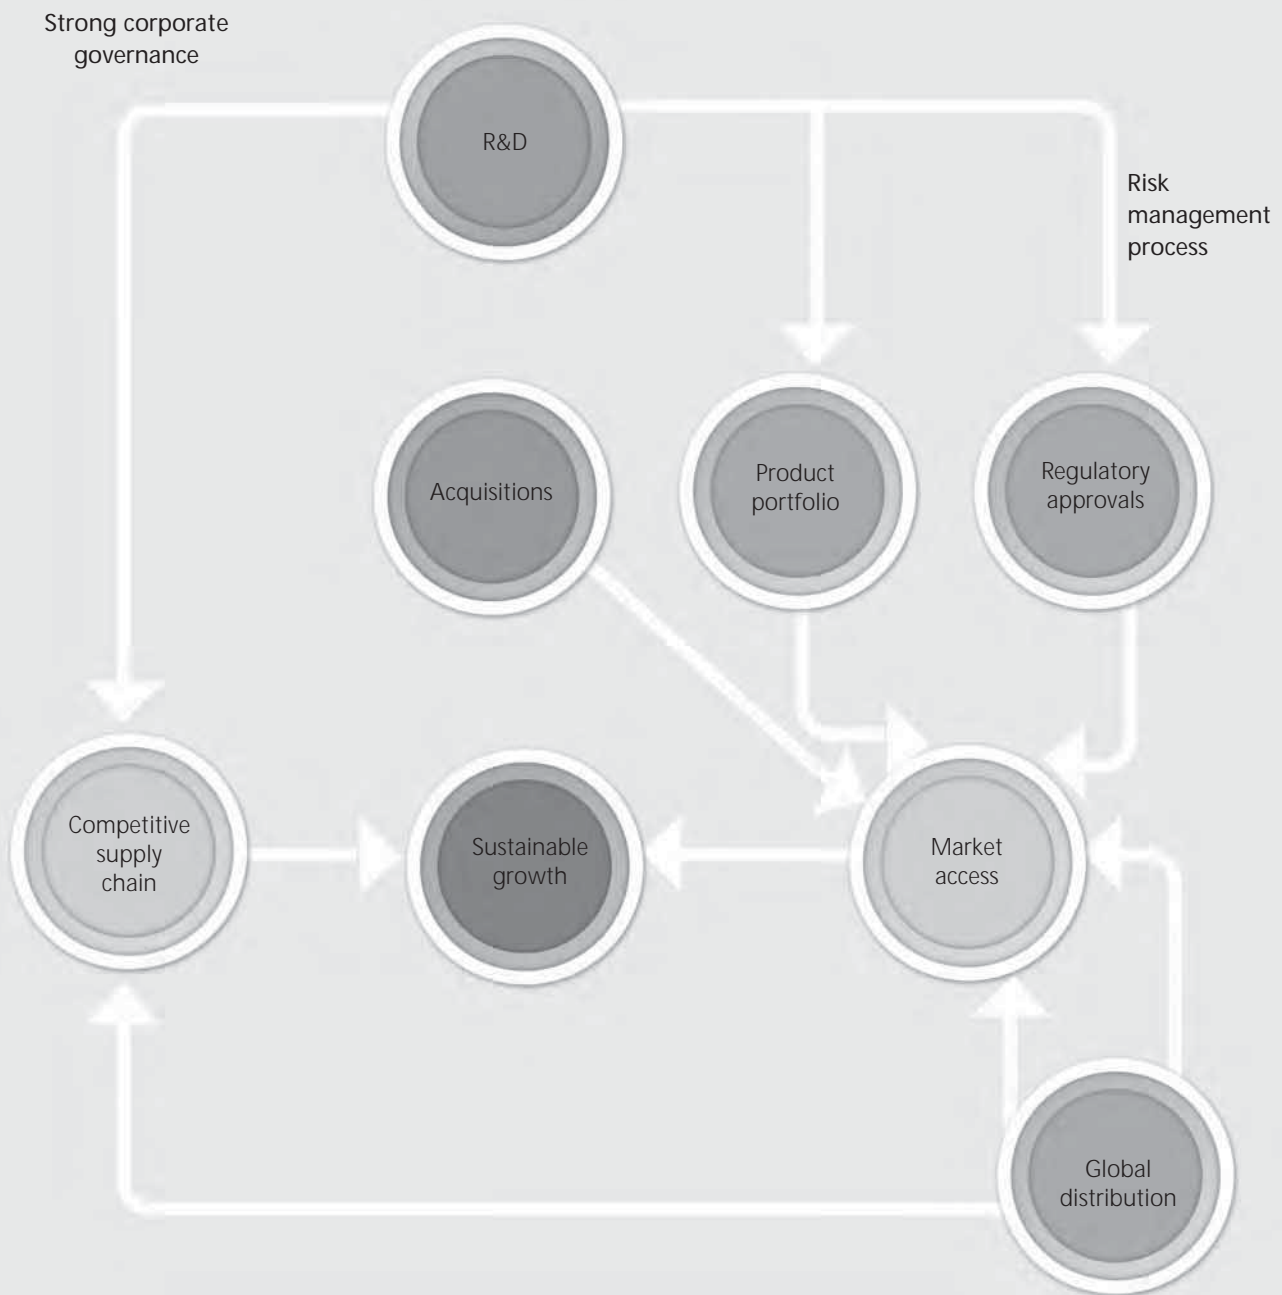 Strong corporate
governance
R&D
Risk
management
process
Acquisitions
Product
portfolio
Regulatory
approvals
Competitive
supply
chain
Sustainable
growth
Market
access
Global
distribution